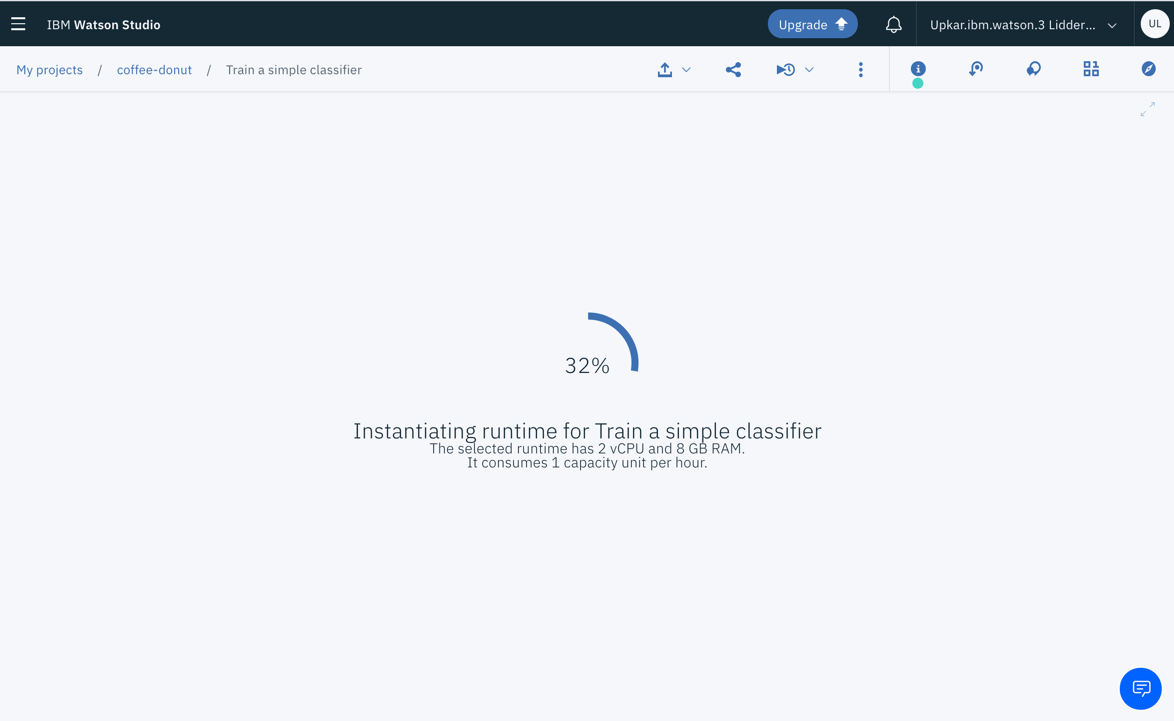 IBM Watson Studio
Upgrade
Upkar.ibm.watson.3 Lidder...
UL
My projects / coffee-donut / Train a simple classifier
32%
Instantiating runtime for Train a simple classifier
The selected runtime has 2 vCPU and 8 GB RAM.
It consumes 1 capacity unit per hour.